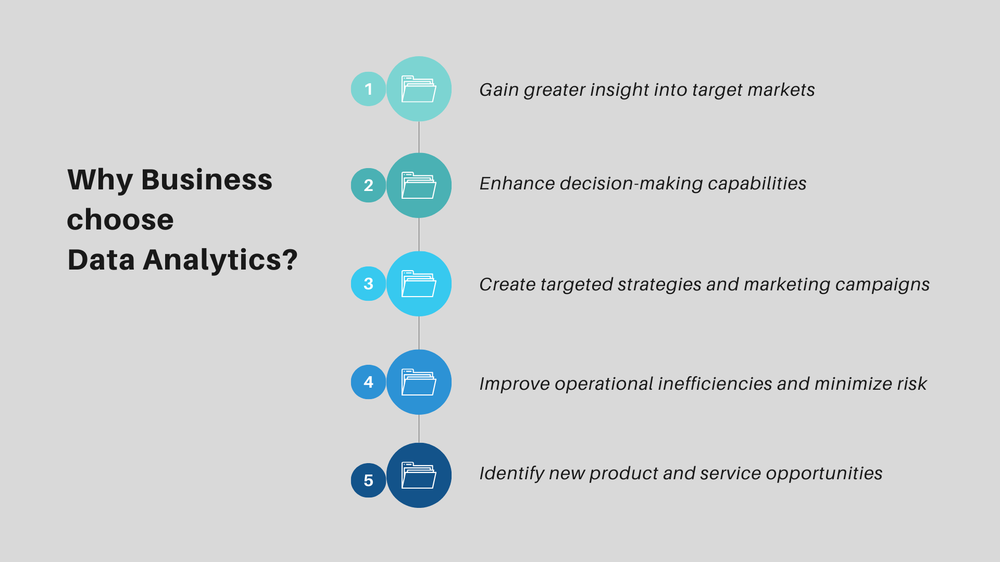 Why Business
choose
Data Analytics?
1
Gain greater insight into target markets
2
Enhance decision-making capabilities
3
Create targeted strategies and marketing campaigns
4
Improve operational inefficiencies and minimize risk
5
Identify new product and service opportunities